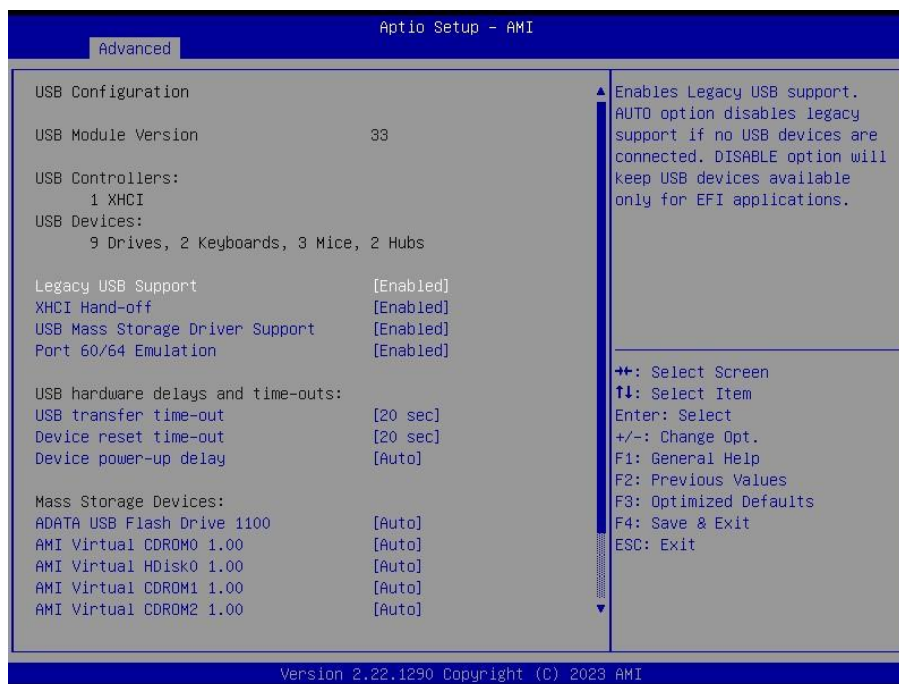 Aptio Setup - AMI
Advanced
USB Configuration
USB Module Version 33
USB Controllers:
1 XHCI
USB Devices:
9 Drives, 2 Keyboards, 3 Mice, 2 Hubs
Legacy USB Support [Enabled]
XHCI Hand-off [Enabled]
USB Mass Storage Driver Support [Enabled]
Port 60/64 Emulation [Enabled]
USB hardware delays and time-outs:
USB transfer time-out [20 sec]
Device reset time-out [20 sec]
Device power-up delay [Auto]
Mass Storage Devices:
ADATA USB Flash Drive 1100 [Auto]
AMI Virtual CDROM0 1.00 [Auto]
AMI Virtual HDisk0 1.00 [Auto]
AMI Virtual CDROM1 1.00 [Auto]
AMI Virtual CDROM2 1.00 [Auto]
Enables Legacy USB support.
AUTO option disables legacy
support if no USB devices are
connected. DISABLE option will
keep USB devices available
only for EFI applications.
→←: Select Screen
↑↓: Select Item
Enter: Select
+/-: Change Opt.
F1: General Help
F2: Previous Values
F3: Optimized Defaults
F4: Save & Exit
ESC: Exit
Version 2.22.1290 Copyright (C) 2023 AMI